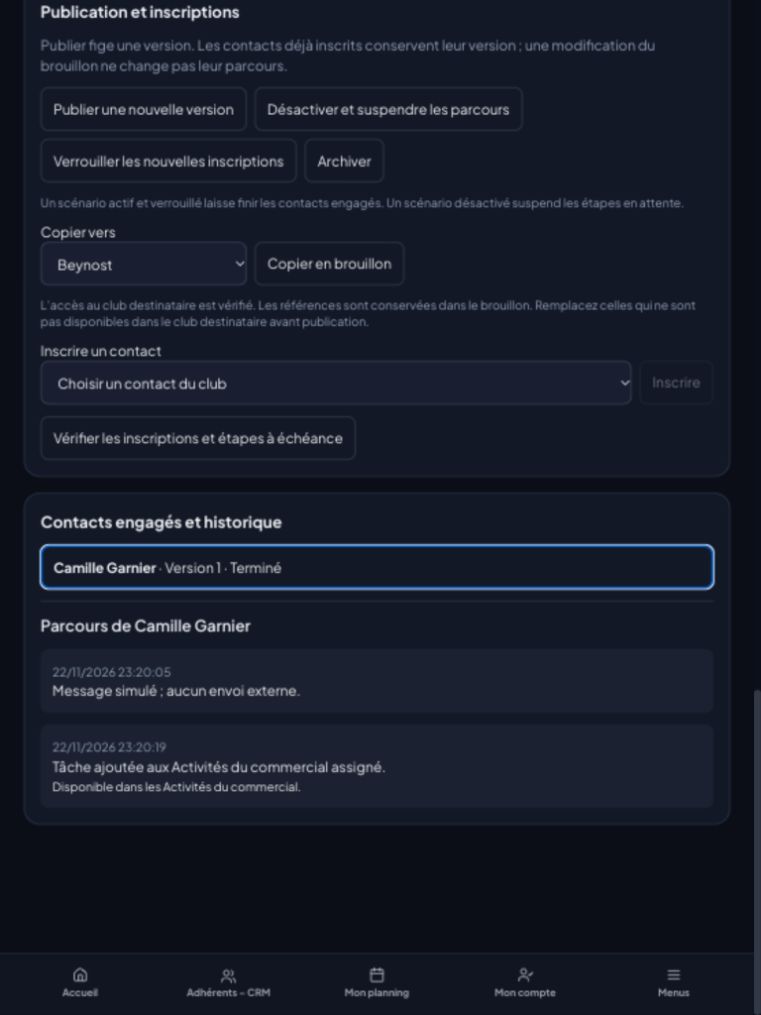 Publication et inscriptions
Publier fige une version. Les contacts déjà inscrits conservent leur version ; une modification du
brouillon ne change pas leur parcours.
Publier une nouvelle version
Désactiver et suspendre les parcours
Verrouiller les nouvelles inscriptions
Archiver
Un scénario actif et verrouillé laisse finir les contacts engagés. Un scénario désactivé suspend les étapes en attente.
Copier vers
Beynost
Copier en brouillon
L'accès au club destinataire est vérifié. Les références sont conservées dans le brouillon. Remplacez celles qui ne sont
pas disponibles dans le club destinataire avant publication.
Inscrire un contact
Choisir un contact du club
Inscrire
Vérifier les inscriptions et étapes à échéance
Contacts engagés et historique
Camille Garnier · Version 1 · Terminé
Parcours de Camille Garnier
22/11/2026 23:20:05
Message simulé ; aucun envoi externe.
22/11/2026 23:20:19
Tâche ajoutée aux Activités du commercial assigné.
Disponible dans les Activités du commercial.
Accueil
Adhérents – CRM
Mon planning
Mon compte
Menus